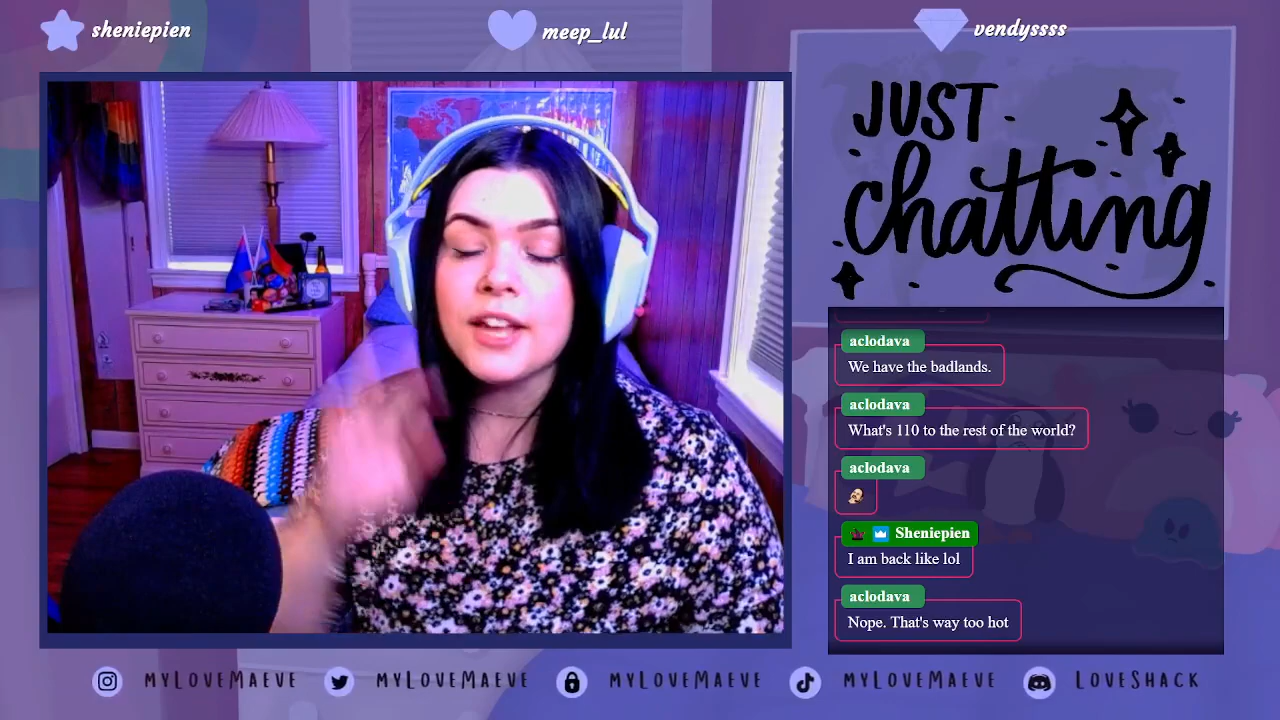 sheniepien
meep_lul
vendyssss
JUST
chatting
aclodava
We have the badlands.
aclodava
What's 110 to the rest of the world?
aclodava
Sheniepien
I am back like lol
aclodava
Nope. That's way too hot
MYLOVEMAEVE
MYLOVEMAEVE
MYLOVEMAEVE
MYLOVEMAEVE
LOVESHACK